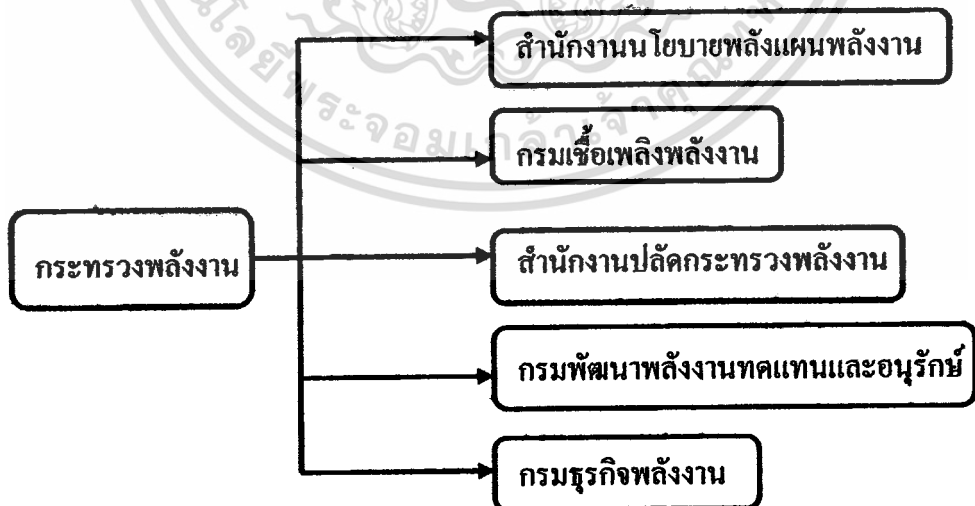 สำนักงานนโยบายพลังแผนพลังงาน
กรมเชื้อเพลิงพลังงาน
กระทรวงพลังงาน
สำนักงานปลัดกระทรวงพลังงาน
กรมพัฒนาพลังงานทดแทนและอนุรักษ์
กรมธุรกิจพลังงาน